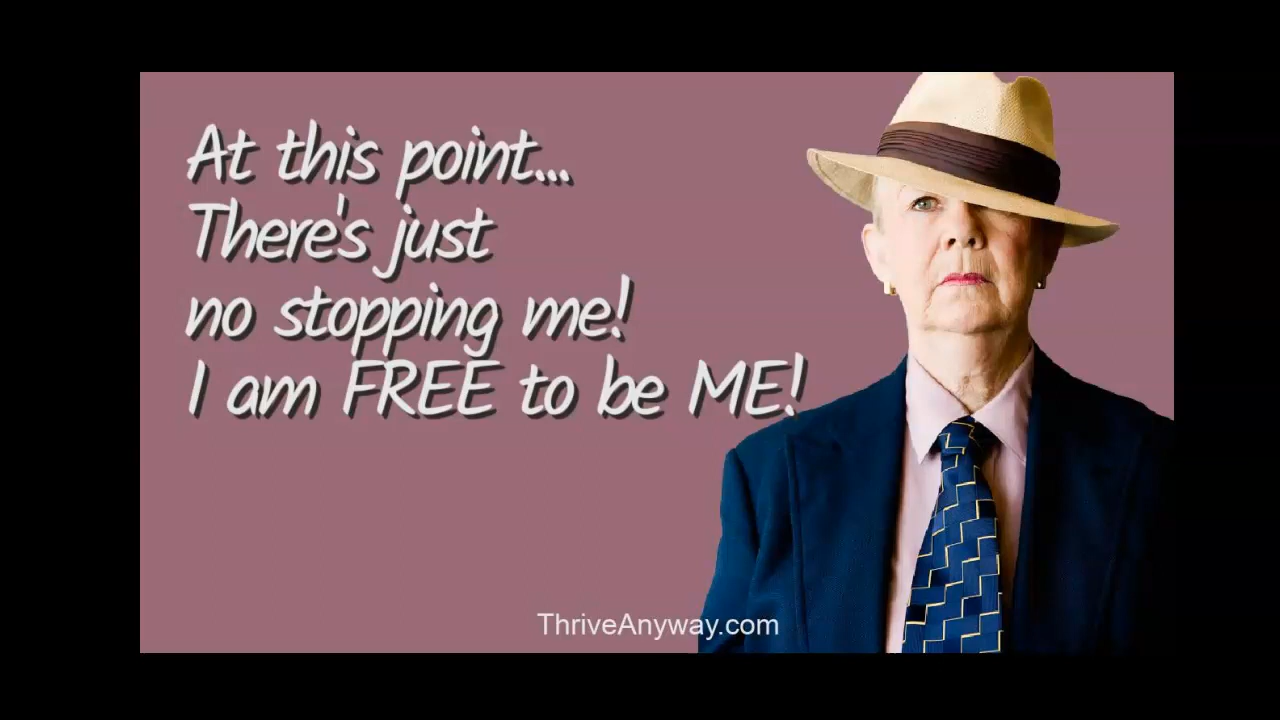 At this point...
There's just
no stopping me!
I am FREE to be ME!
ThriveAnyway.com